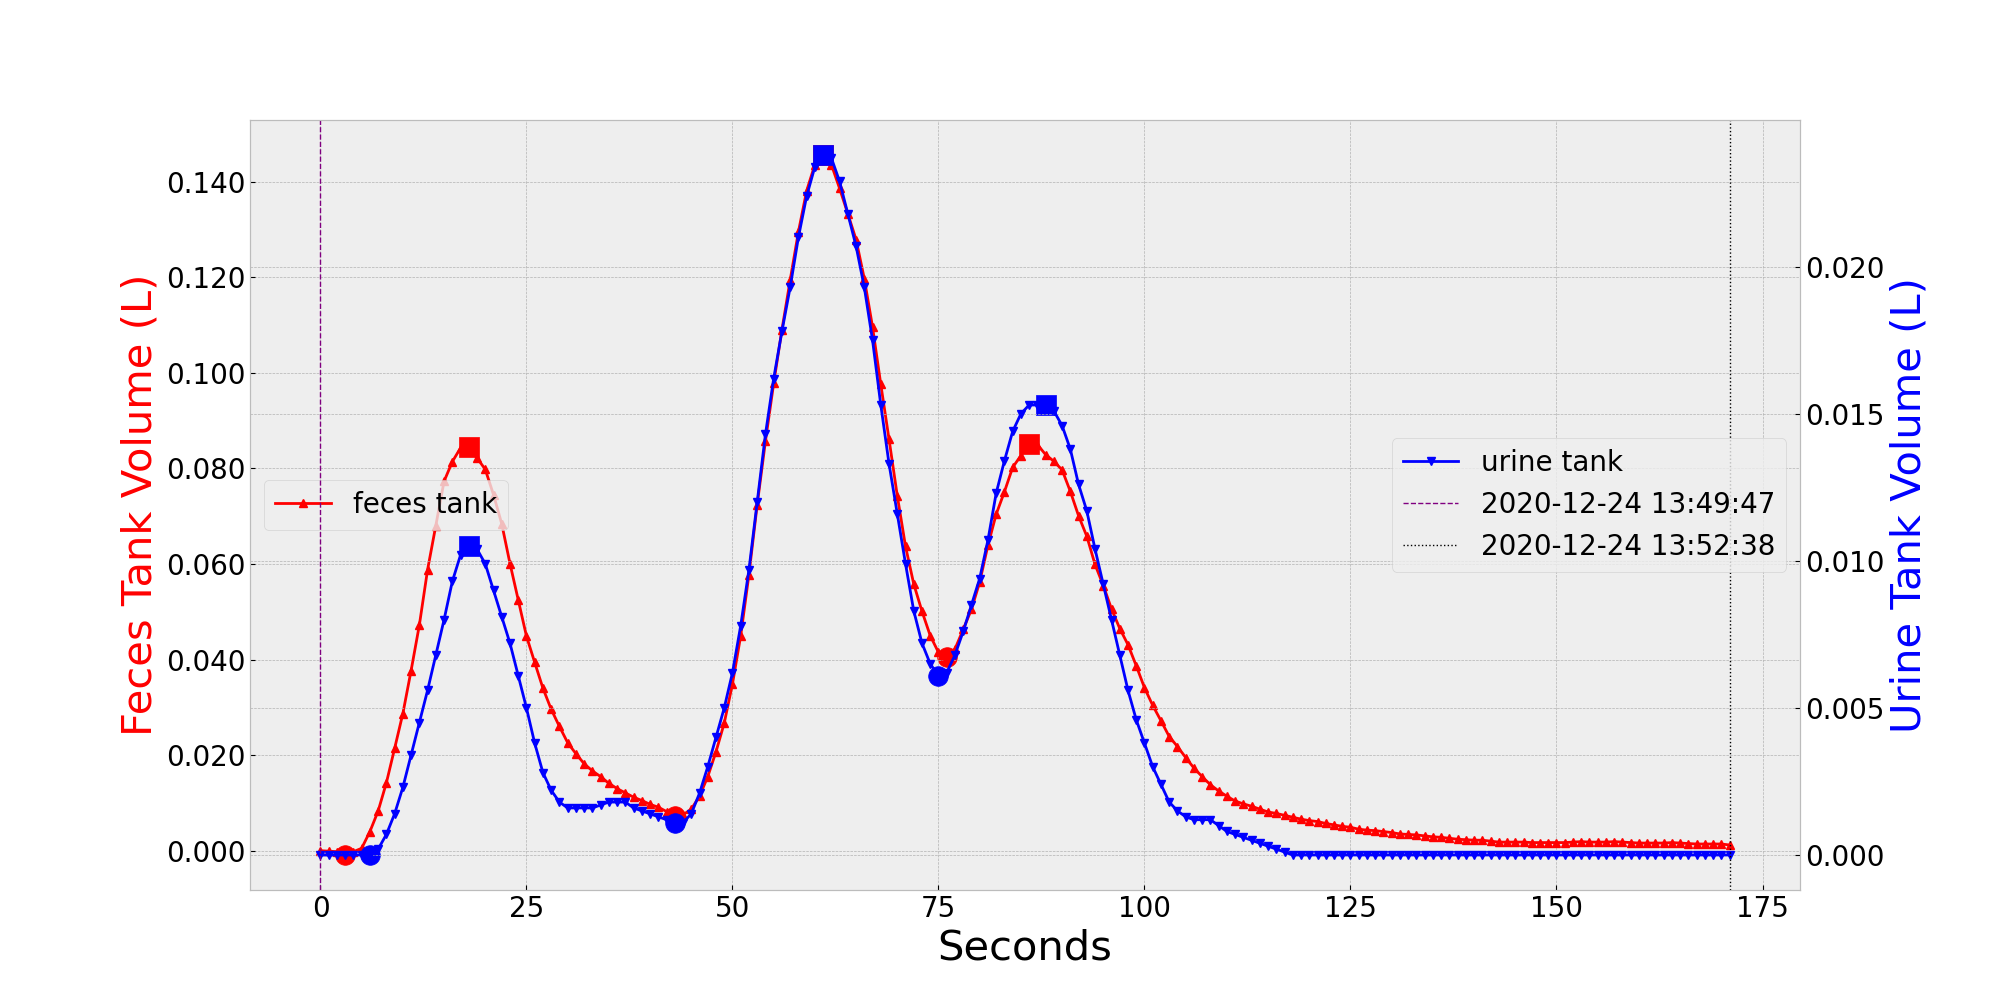 0.140
0.120
0.100
0.080
0.060
0.040
0.020
0.000
Feces Tank Volume (L)
feces tank
0.020
0.015
0.010
0.005
0.000
Urine Tank Volume (L)
urine tank
2020-12-24 13:49:47
2020-12-24 13:52:38
0 25 50 75 100 125 150 175
Seconds